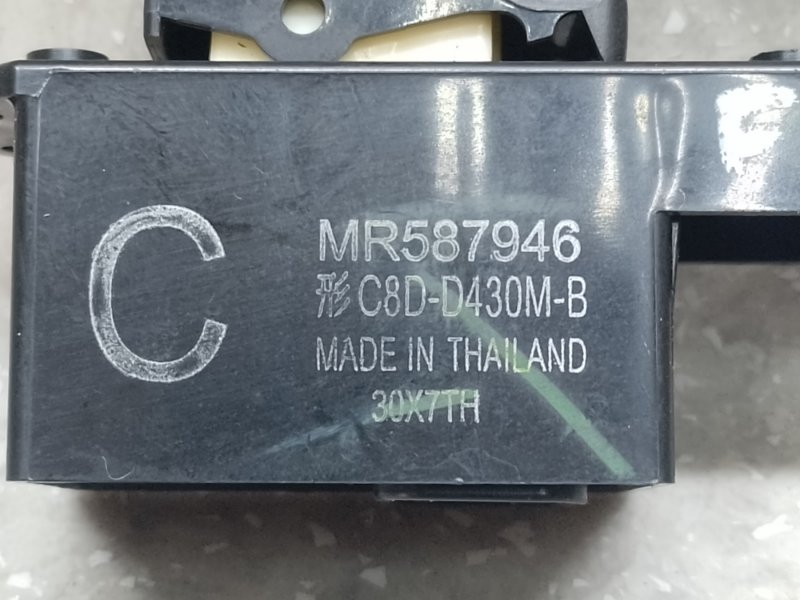 C
MR587946
形 C8D-D430M-B
MADE IN THAILAND
30X7TH